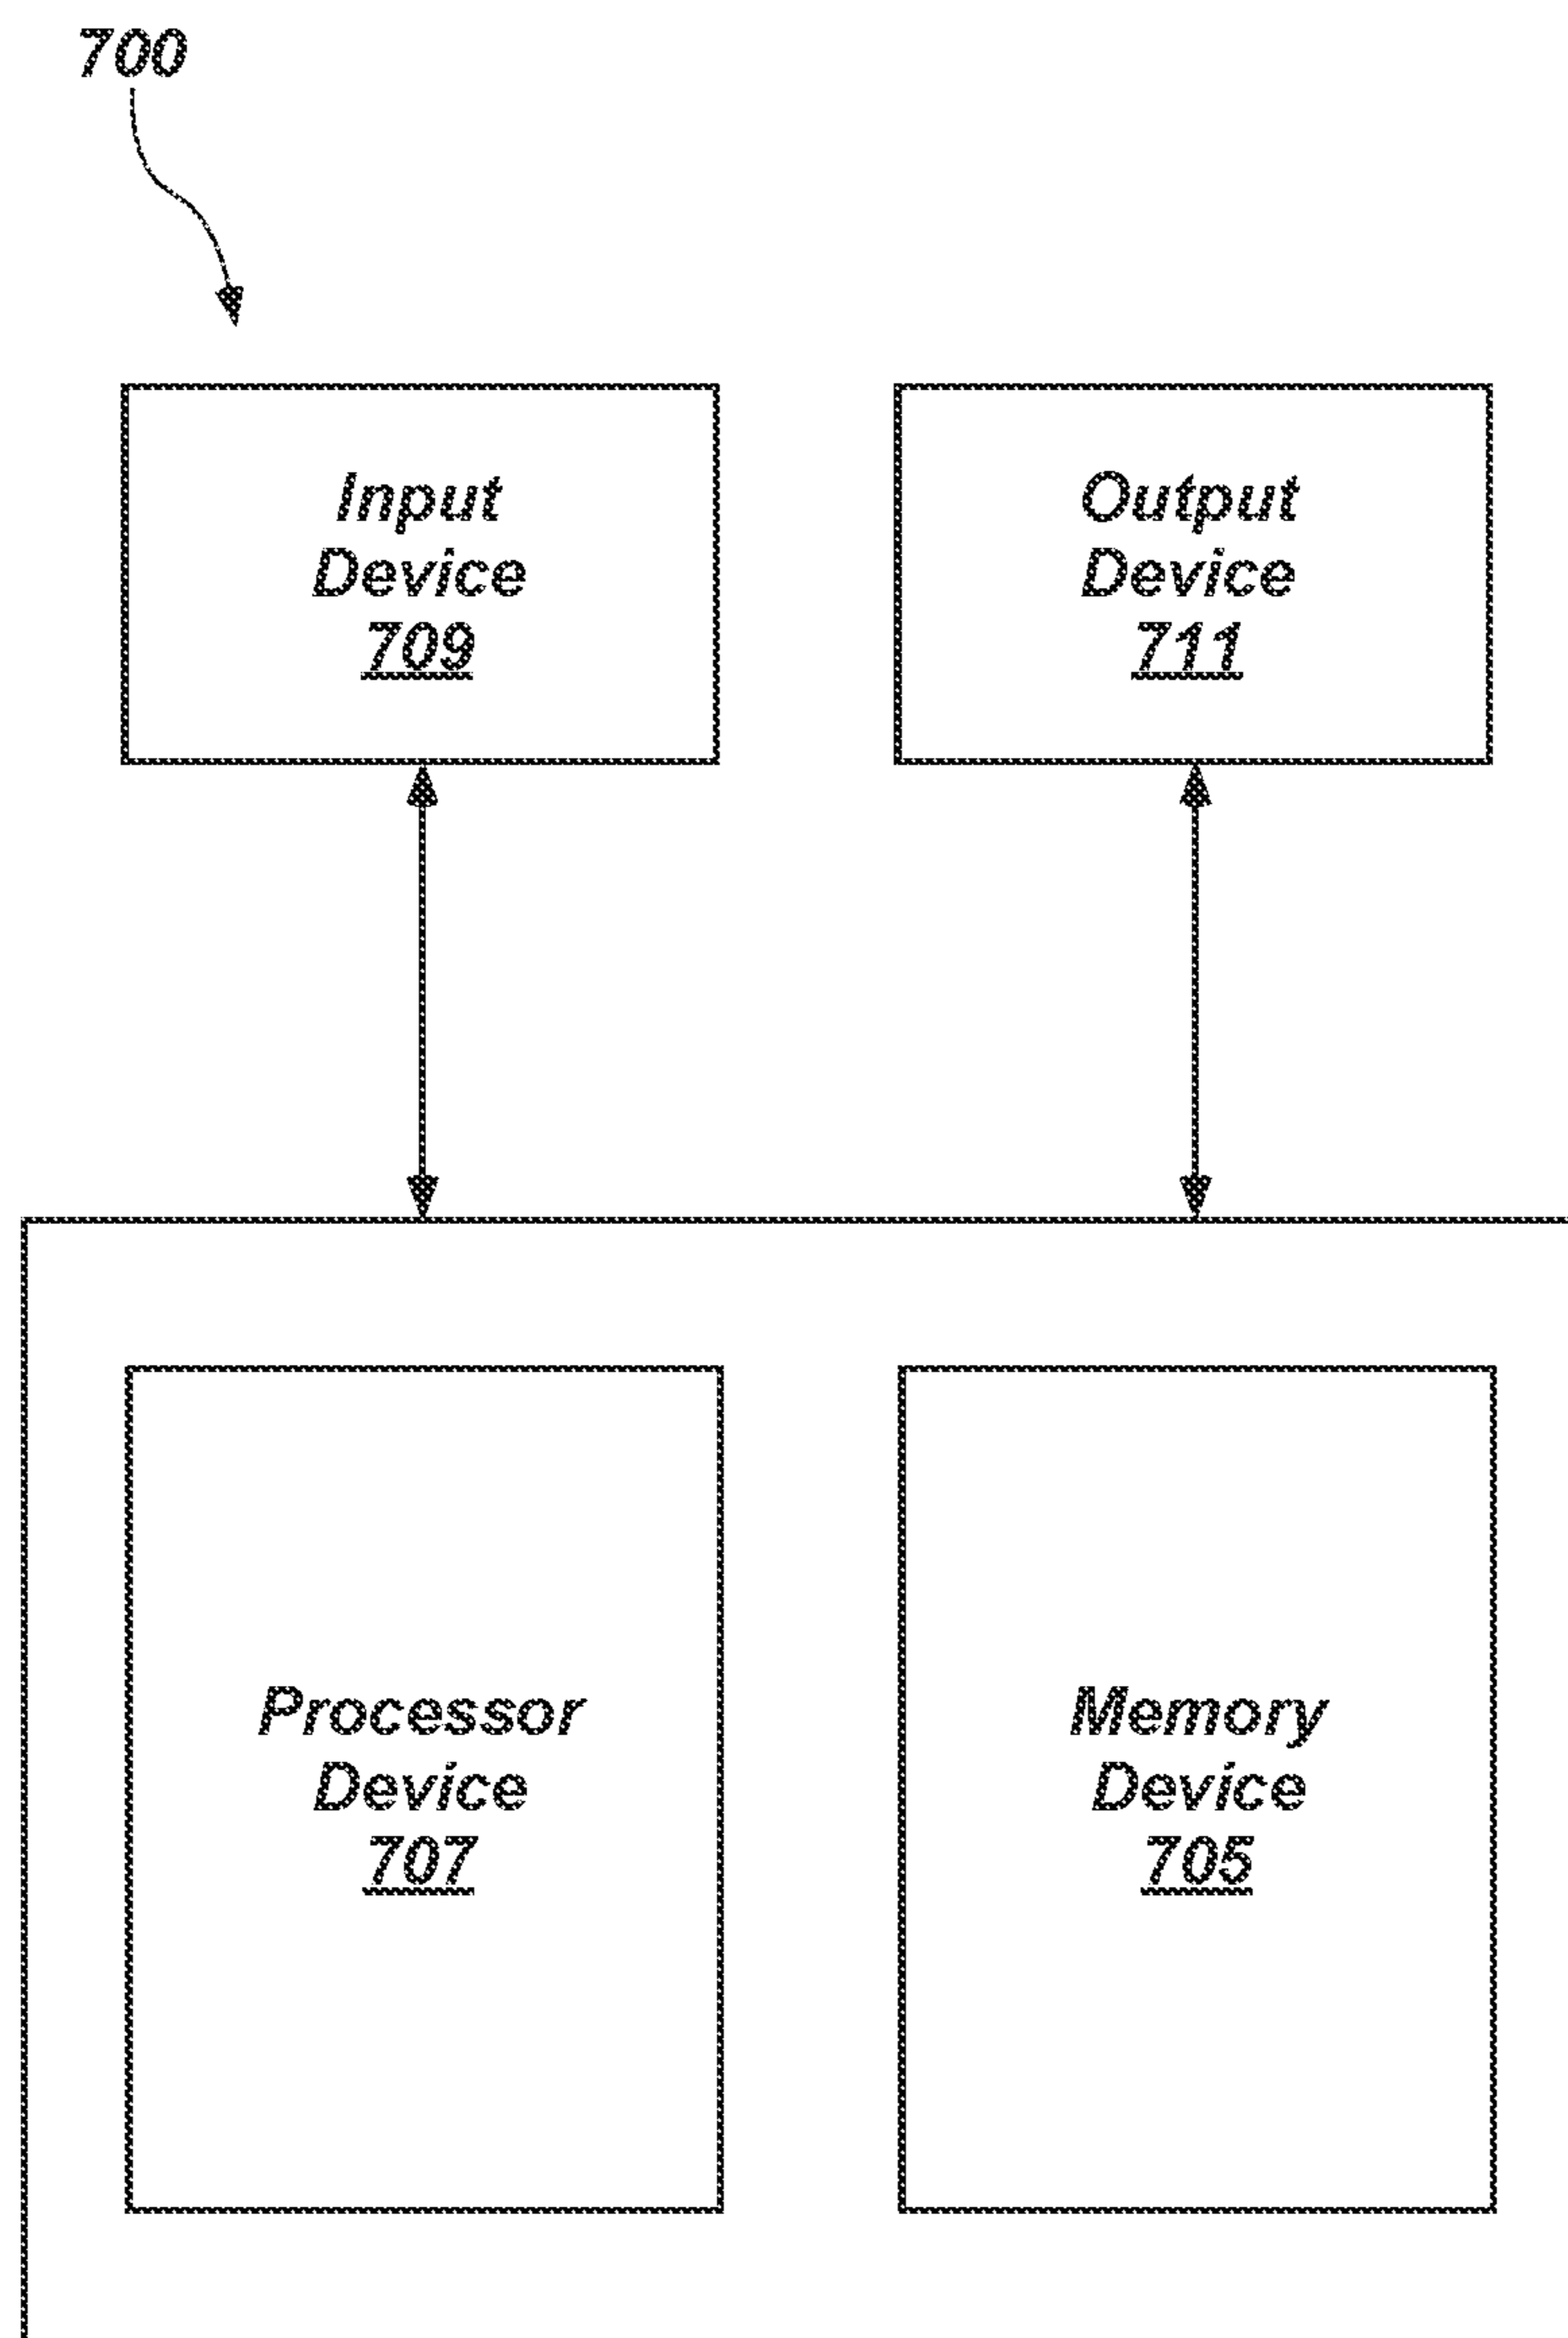 700
Input
Device
709
Output
Device
711
Processor
Device
707
Memory
Device
705